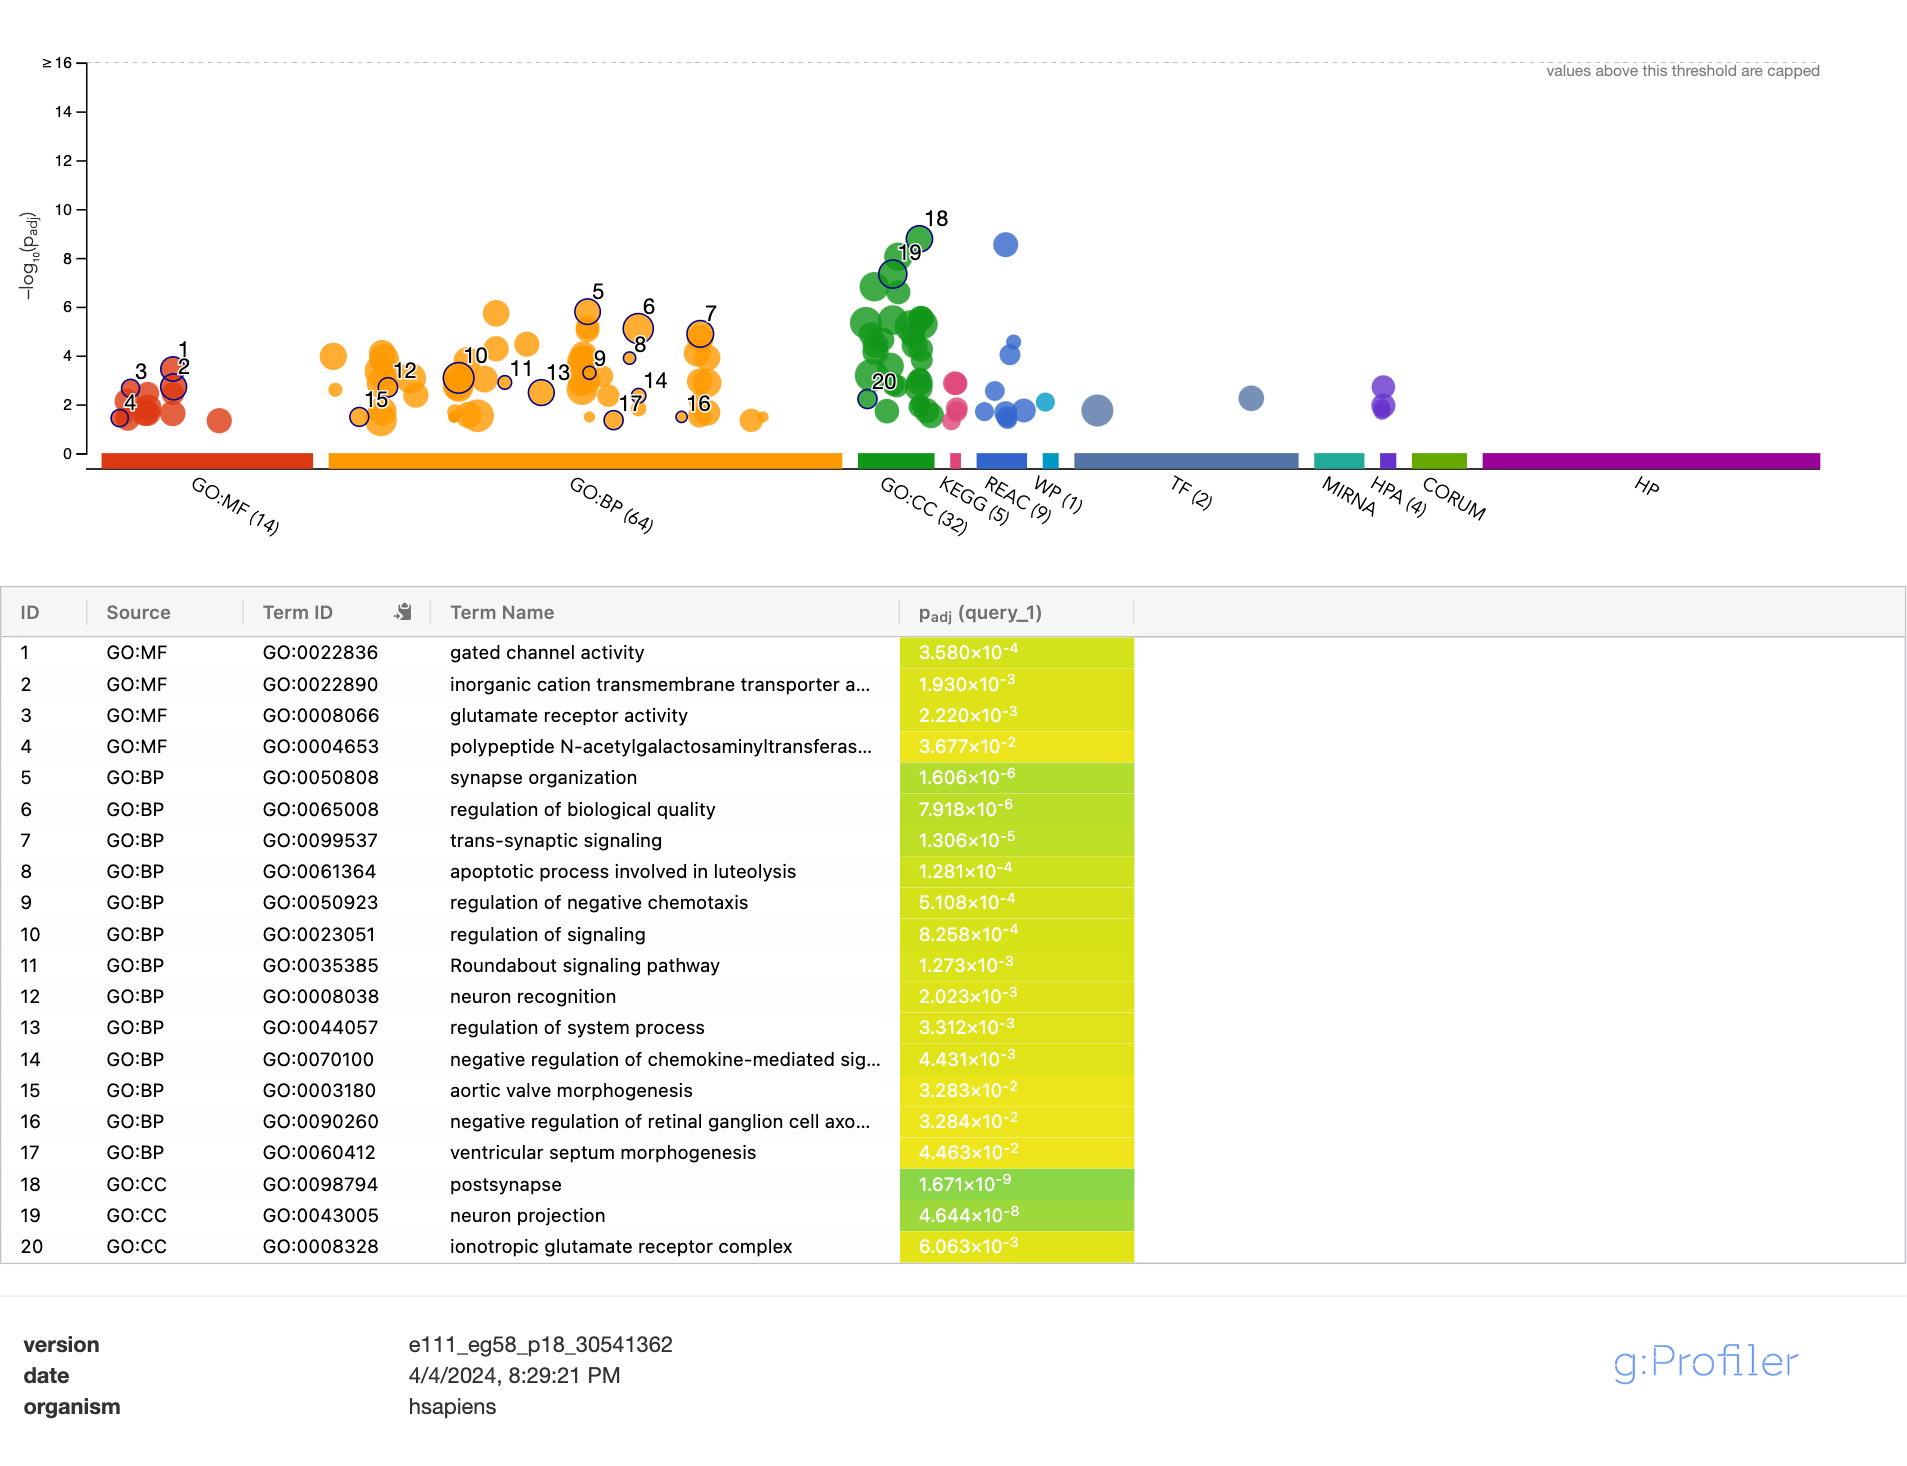 ≥ 16
values above this threshold are capped
14
12
10
8
6
4
2
0
–log₁₀(padj)
1
2
3
4
5
6
7
8
9
10
11
12
13
14
15
16
17
18
19
20
GO:MF (14)
GO:BP (64)
GO:CC (32)
KEGG (5)
REAC (9)
WP (1)
TF (2)
MIRNA
HPA (4)
CORUM
HP
ID Source Term ID Term Name padj (query_1)
1 GO:MF GO:0022836 gated channel activity 3.580×10⁻⁴
2 GO:MF GO:0022890 inorganic cation transmembrane transporter a... 1.930×10⁻³
3 GO:MF GO:0008066 glutamate receptor activity 2.220×10⁻³
4 GO:MF GO:0004653 polypeptide N-acetylgalactosaminyltransferas... 3.677×10⁻²
5 GO:BP GO:0050808 synapse organization 1.606×10⁻⁶
6 GO:BP GO:0065008 regulation of biological quality 7.918×10⁻⁶
7 GO:BP GO:0099537 trans-synaptic signaling 1.306×10⁻⁵
8 GO:BP GO:0061364 apoptotic process involved in luteolysis 1.281×10⁻⁴
9 GO:BP GO:0050923 regulation of negative chemotaxis 5.108×10⁻⁴
10 GO:BP GO:0023051 regulation of signaling 8.258×10⁻⁴
11 GO:BP GO:0035385 Roundabout signaling pathway 1.273×10⁻³
12 GO:BP GO:0008038 neuron recognition 2.023×10⁻³
13 GO:BP GO:0044057 regulation of system process 3.312×10⁻³
14 GO:BP GO:0070100 negative regulation of chemokine-mediated sig... 4.431×10⁻³
15 GO:BP GO:0003180 aortic valve morphogenesis 3.283×10⁻²
16 GO:BP GO:0090260 negative regulation of retinal ganglion cell axo... 3.284×10⁻²
17 GO:BP GO:0060412 ventricular septum morphogenesis 4.463×10⁻²
18 GO:CC GO:0098794 postsynapse 1.671×10⁻⁹
19 GO:CC GO:0043005 neuron projection 4.644×10⁻⁸
20 GO:CC GO:0008328 ionotropic glutamate receptor complex 6.063×10⁻³
version e111_eg58_p18_30541362
date 4/4/2024, 8:29:21 PM
organism hsapiens
g:Profiler